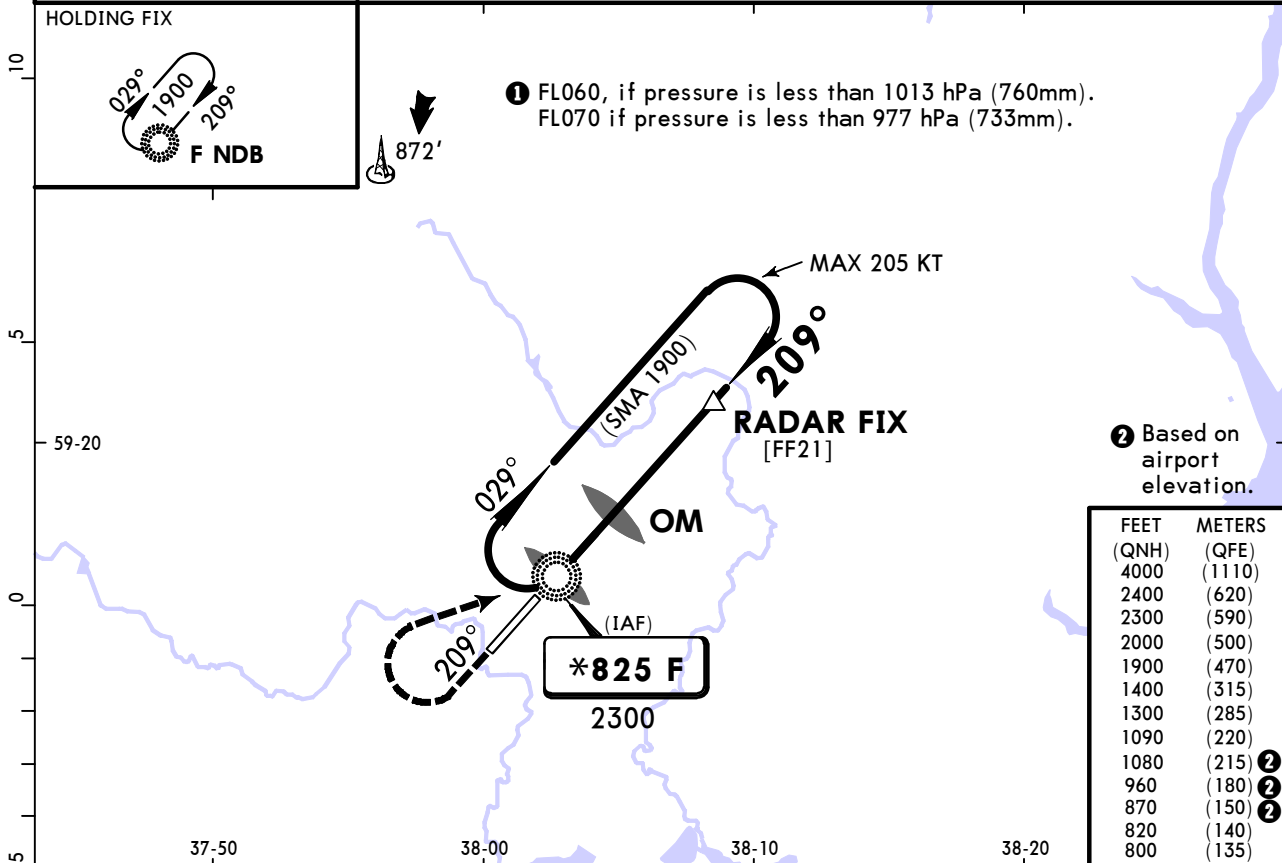 HOLDING FIX
029°
1900
209°
F NDB
872'
❶ FL060, if pressure is less than 1013 hPa (760mm).
FL070 if pressure is less than 977 hPa (733mm).
10
MAX 205 KT
209°
(SMA 1900)
5
RADAR FIX
[FF21]
59-20
029°
OM
❷ Based on
airport
elevation.
0
(IAF)
209°
*825 F
2300
FEET METERS
(QNH) (QFE)
4000 (1110)
2400 (620)
2300 (590)
2000 (500)
1900 (470)
1400 (315)
1300 (285)
1090 (220)
1080 (215) ❷
960 (180) ❷
870 (150) ❷
820 (140)
800 (135)
5
37-50
38-00
38-10
38-20